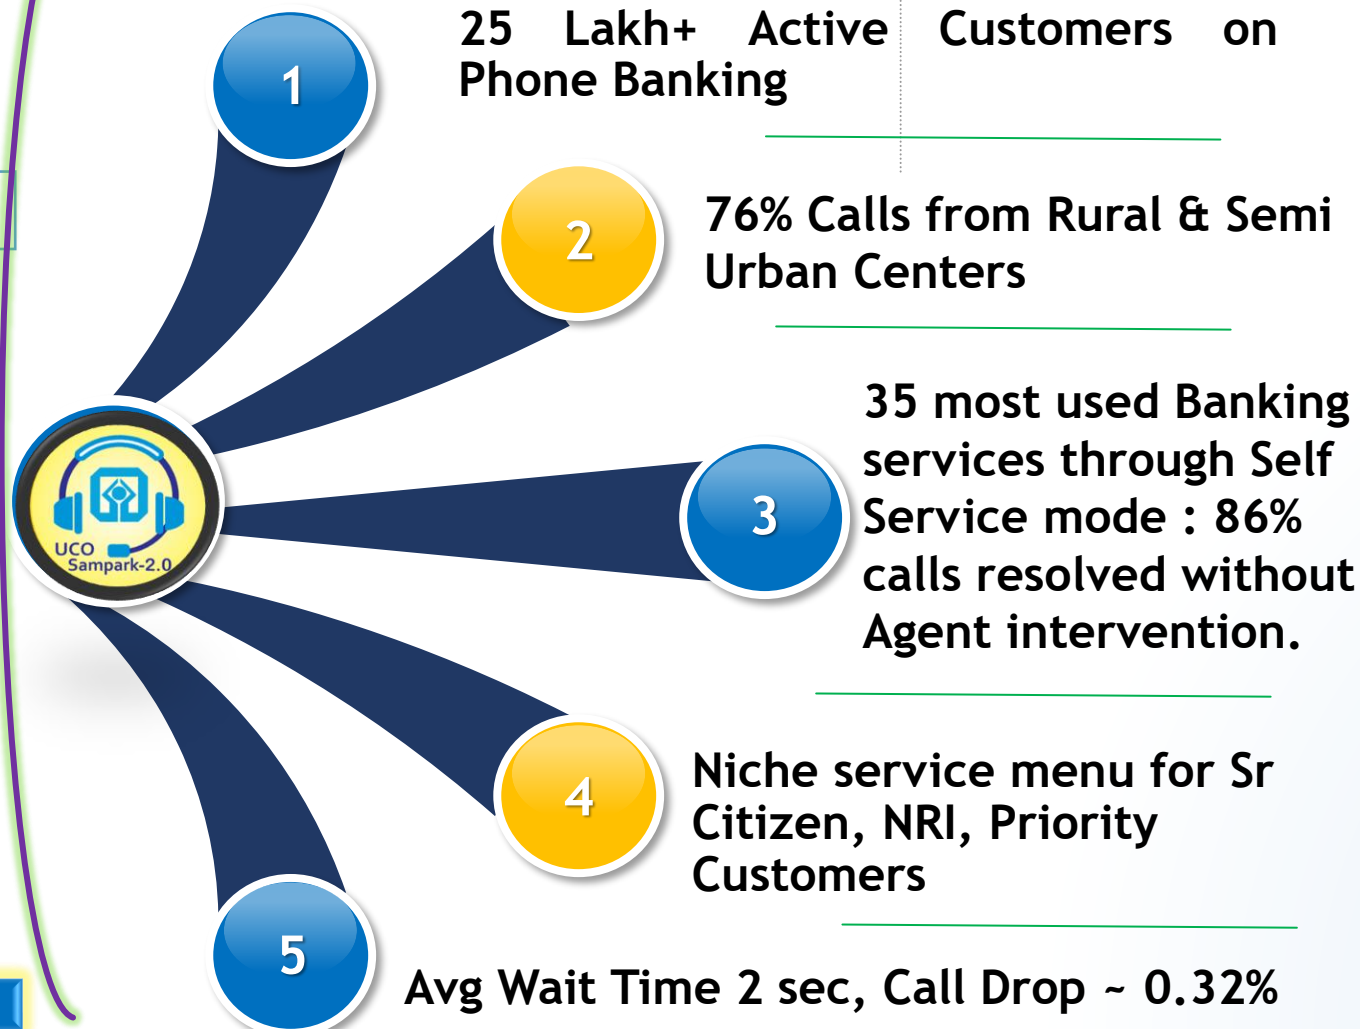 1
25 Lakh+ Active Customers on
Phone Banking
2
76% Calls from Rural & Semi
Urban Centers
3
35 most used Banking
services through Self
Service mode : 86%
calls resolved without
Agent intervention.
UCO
Sampark-2.0
4
Niche service menu for Sr
Citizen, NRI, Priority
Customers
5
Avg Wait Time 2 sec, Call Drop ~ 0.32%